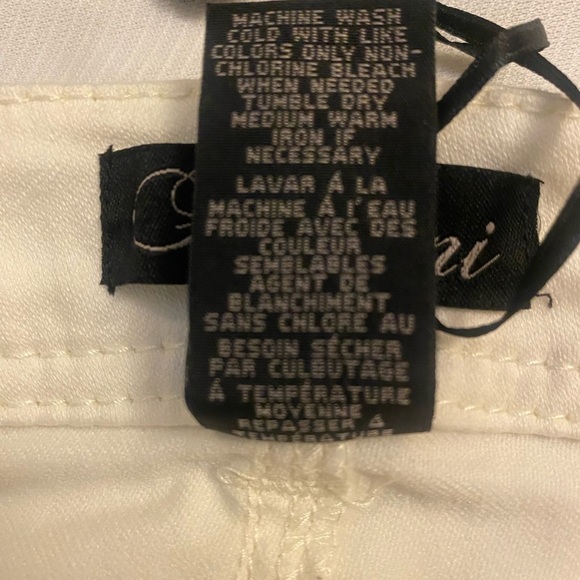 MACHINE WASH
COLD WITH LIKE
COLORS ONLY NON-
CHLORINE BLEACH
WHEN NEEDED
TUMBLE DRY
MEDIUM WARM
IRON IF
NECESSARY
LAVAR Á LA
MACHINE Á L'EAU
FROIDE AVEC DES
COULEUR
SEMBLABLES
AGENT DE
BLANCHIMENT
SANS CHLORE AU
BESOIN SÉCHER
PAR CULBUTAGE
Á TEMPÉRATURE
MOYENNE
REPASSER Á
TEMPÉRATURE